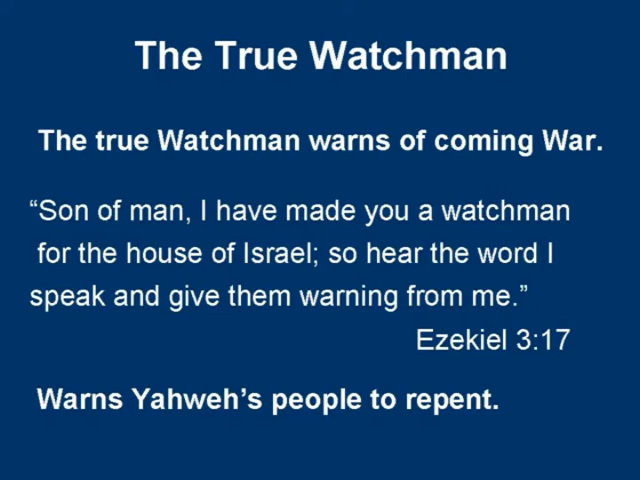 The True Watchman
The true Watchman warns of coming War.
“Son of man, I have made you a watchman
for the house of Israel; so hear the word I
speak and give them warning from me.”
Ezekiel 3:17
Warns Yahweh’s people to repent.